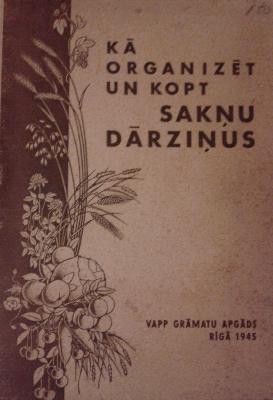 KĀ
ORGANIZĒT
UN KOPT
SAKŅU
DĀRZIŅUS
VAPP GRĀMATU APGĀDS
RĪGĀ 1945